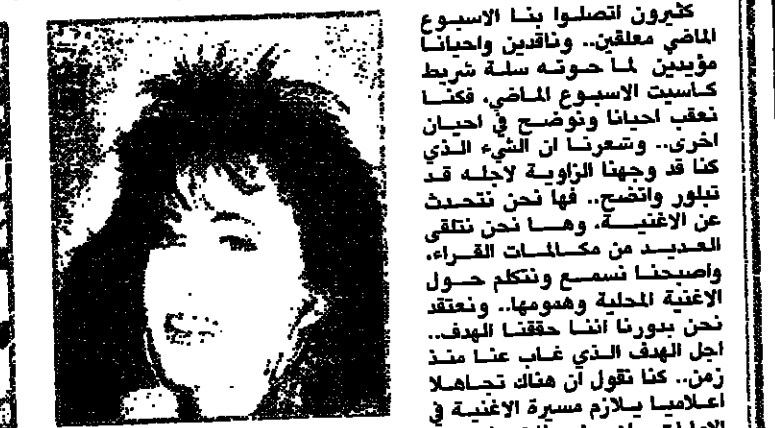 كثيرون اتصلوا بنا الاسبوع
الماضي معلقين.. وناقدين واحيانا
مؤيدين لما حوته سلة شريط
كاسيت الاسبوع الماضي. فكنا
نعقب احيانا ونوضح في احيان
اخرى.. وشعرنا ان الشيء الذي
كنا قد وجهنا الزاوية لاجله قد
تبلور واتضح.. فها نحن نتحدث
عن الاغنية. وها نحن نتلقى
العديد من مكالمات القراء.
واصبحنا نسمع ونتكلم حول
الاغنية المحلية وهمومها.. ونعتقد
نحن بدورنا اننا حققنا الهدف..
اجل الهدف الذي غاب عنا منذ
زمن.. كنا نقول ان هناك تجاهلا
اعلاميا يلازم مسيرة الاغنية في